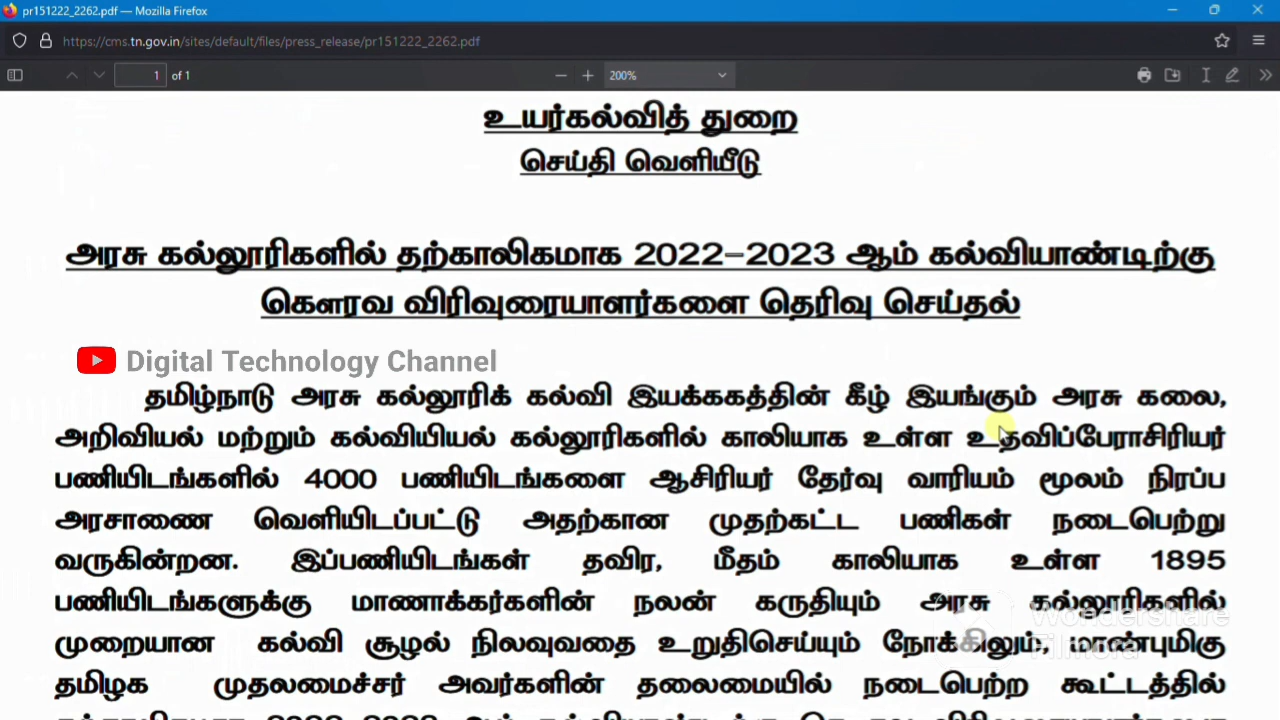 pr151222_2262.pdf — Mozilla Firefox
https://cms.tn.gov.in/sites/default/files/press_release/pr151222_2262.pdf
1 of 1 200%
உயர்கல்வித் துறை
செய்தி வெளியீடு
அரசு கல்லூரிகளில் தற்காலிகமாக 2022-2023 ஆம் கல்வியாண்டிற்கு
கௌரவ விரிவுரையாளர்களை தெரிவு செய்தல்
Digital Technology Channel
தமிழ்நாடு அரசு கல்லூரிக் கல்வி இயக்ககத்தின் கீழ் இயங்கும் அரசு கலை,
அறிவியல் மற்றும் கல்வியியல் கல்லூரிகளில் காலியாக உள்ள உதவிப்பேராசிரியர்
பணியிடங்களில் 4000 பணியிடங்களை ஆசிரியர் தேர்வு வாரியம் மூலம் நிரப்ப
அரசாணை வெளியிடப்பட்டு அதற்கான முதற்கட்ட பணிகள் நடைபெற்று
வருகின்றன. இப்பணியிடங்கள் தவிர, மீதம் காலியாக உள்ள 1895
பணியிடங்களுக்கு மாணாக்கர்களின் நலன் கருதியும் அரசு கல்லூரிகளில்
முறையான கல்வி சூழல் நிலவுவதை உறுதிசெய்யும் நோக்கிலும், மாண்புமிகு
தமிழக முதலமைச்சர் அவர்களின் தலைமையில் நடைபெற்ற கூட்டத்தில்
Wondershare
Filmora